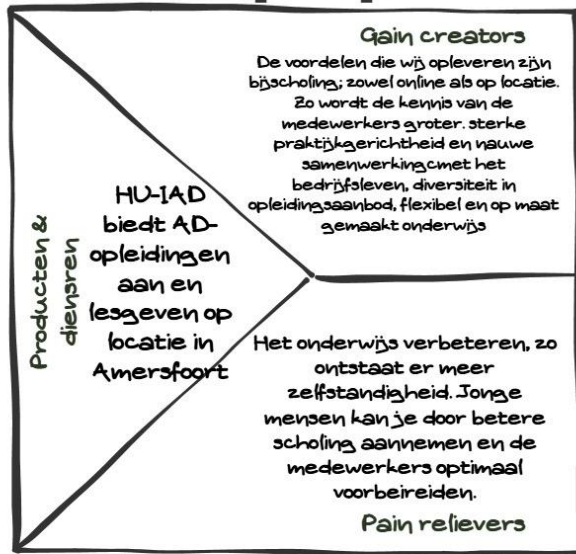 Gain creators
De voordelen die wij opleveren zijn
bijscholing; zowel online als op locatie.
Zo wordt de kennis van de
medewerkers groter. sterke
praktijkgerichtheid en nauwe
samenwerkingcmet het
bedrijfsleven, diversiteit in
opleidingsaanbod, flexibel en op maat
gemaakt onderwijs
Producten &
diensren
HU-IAD
biedt AD-
opleidingen
aan en
lesgeven op
locatie in
Amersfoort
Het onderwijs verbeteren, zo
ontstaat er meer
zelfstandigheid. Jonge
mensen kan je door betere
scholing aannemen en de
medewerkers optimaal
voorbeireiden.
Pain relievers